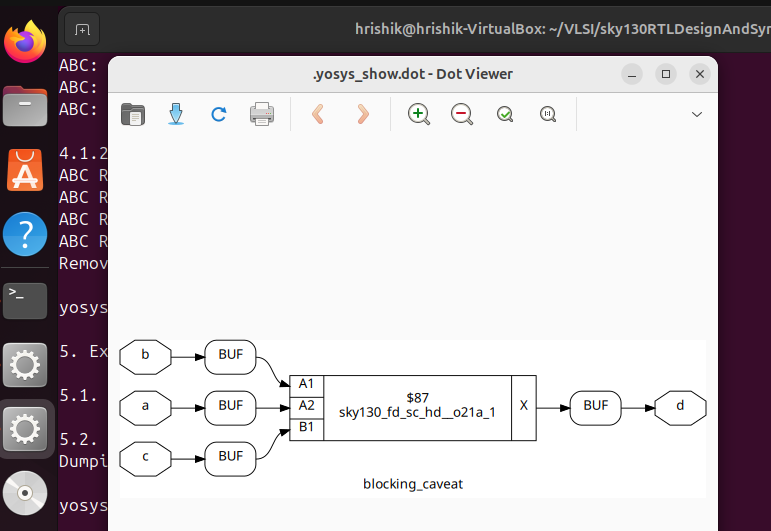 hrishik@hrishik-VirtualBox: ~/VLSI/sky130RTLDesignAndSyn
ABC:
ABC:
ABC:
4.1.2
ABC R
ABC R
ABC R
ABC R
Remov
yosys
5. Ex
5.1.
5.2.
Dumpi
yosys
.yosys_show.dot - Dot Viewer
b
BUF
a
BUF
c
BUF
A1
A2
B1
$87
sky130_fd_sc_hd__o21a_1
X
BUF
d
blocking_caveat